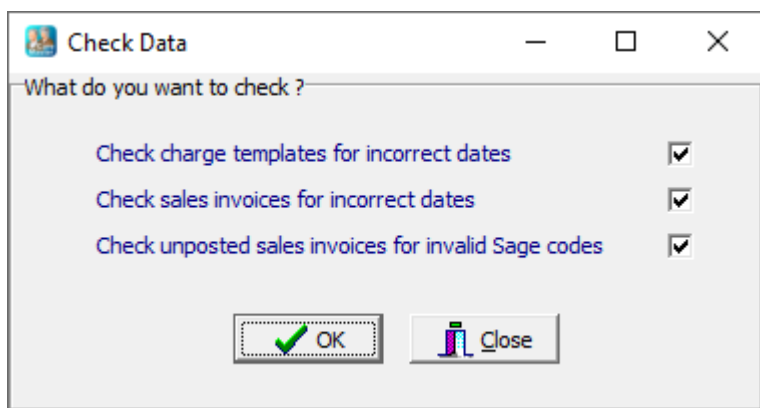 Check Data
What do you want to check ?
Check charge templates for incorrect dates
Check sales invoices for incorrect dates
Check unposted sales invoices for invalid Sage codes
OK
Close